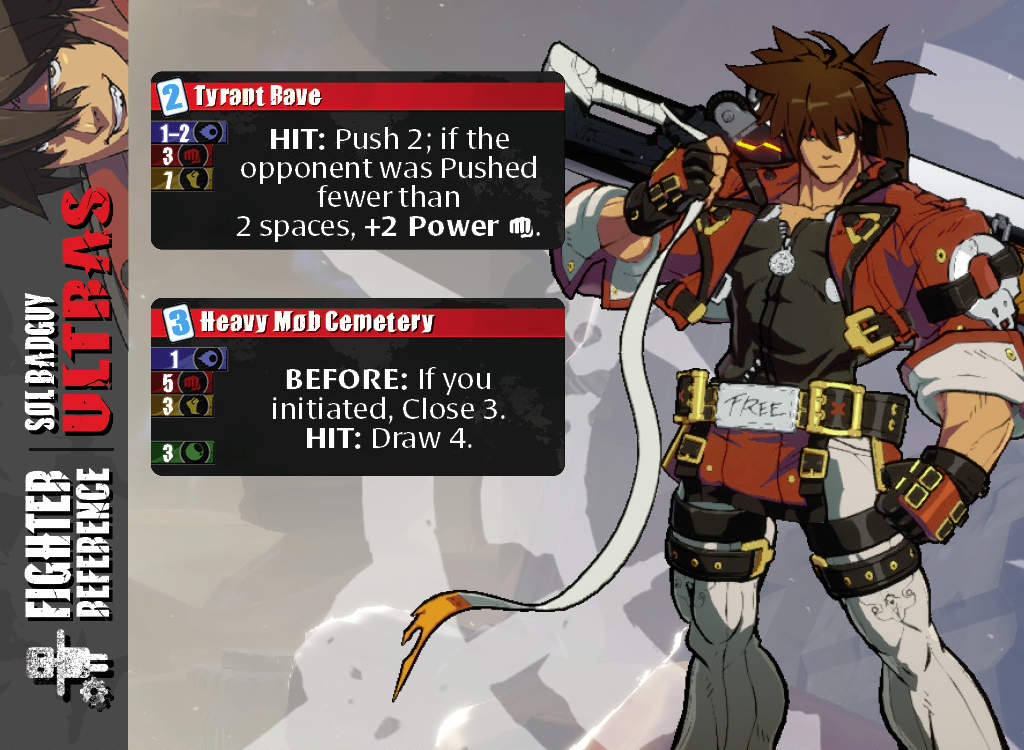 SOL BADGUY
ULTRAS
FIGHTER
REFERENCE
2 Tyrant Rave
1-2
3
7
HIT: Push 2; if the
opponent was Pushed
fewer than
2 spaces, +2 Power.
3 Heavy Mob Cemetery
1
5
3
3
BEFORE: If you
initiated, Close 3.
HIT: Draw 4.
FREE